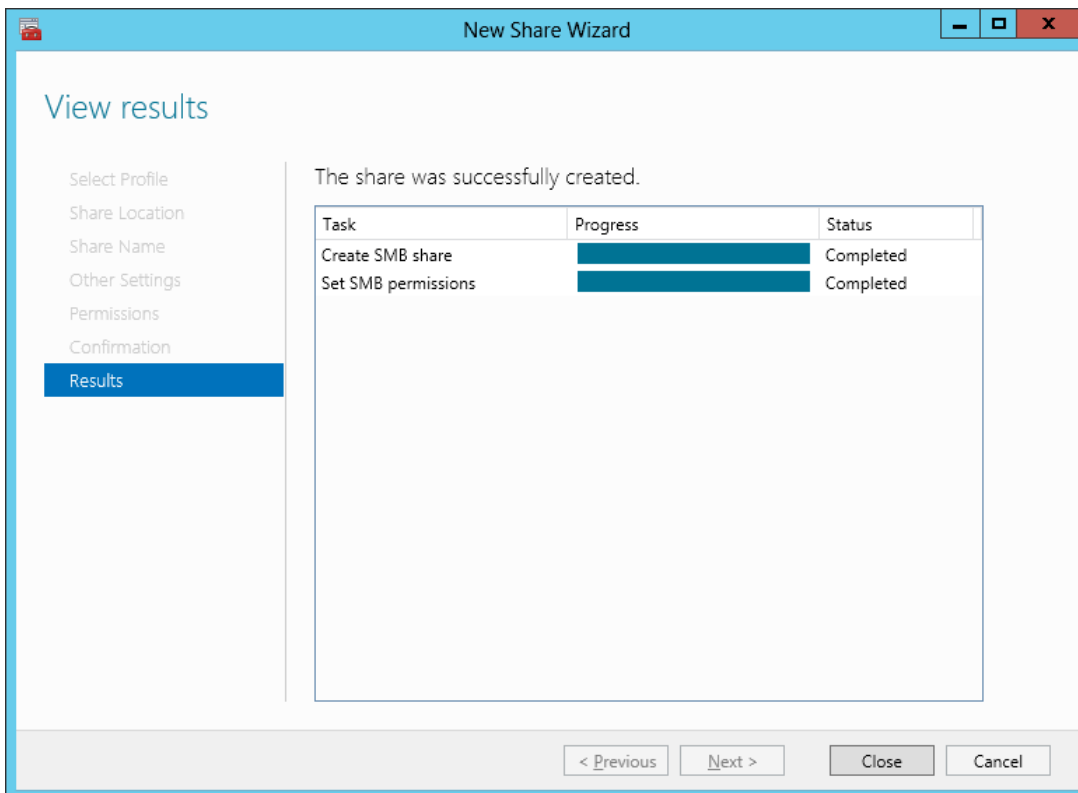 New Share Wizard
View results
Select Profile
Share Location
Share Name
Other Settings
Permissions
Confirmation
Results
The share was successfully created.
Task Progress Status
Create SMB share Completed
Set SMB permissions Completed
< Previous Next > Close Cancel